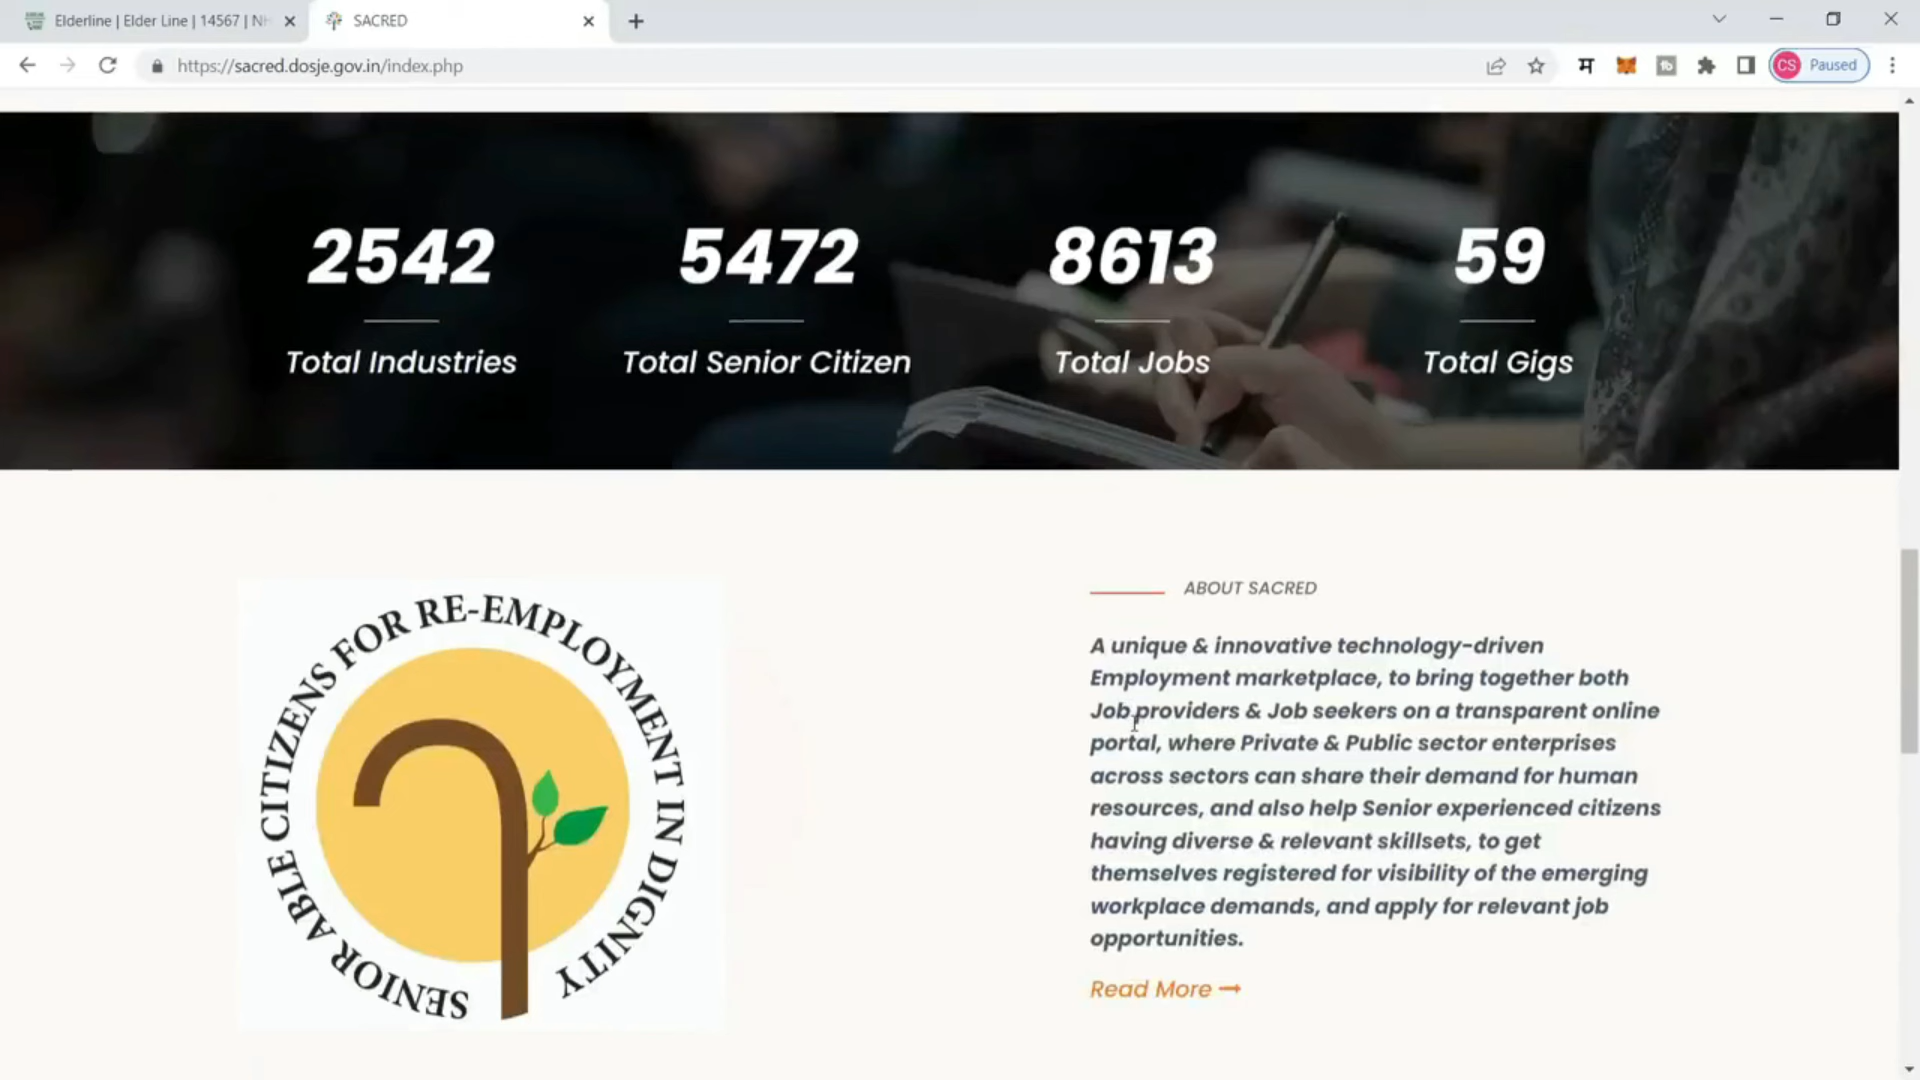 Elderline | Elder Line | 14567 | NH
SACRED
https://sacred.dosje.gov.in/index.php
म
CS
Paused
2542
5472
8613
59
Total Industries
Total Senior Citizen
Total Jobs
Total Gigs
SENIOR ABLE CITIZENS FOR RE-EMPLOYMENT IN DIGNITY
ABOUT SACRED
A unique & innovative technology-driven
Employment marketplace, to bring together both
Job providers & Job seekers on a transparent online
portal, where Private & Public sector enterprises
across sectors can share their demand for human
resources, and also help Senior experienced citizens
having diverse & relevant skillsets, to get
themselves registered for visibility of the emerging
workplace demands, and apply for relevant job
opportunities.
Read More